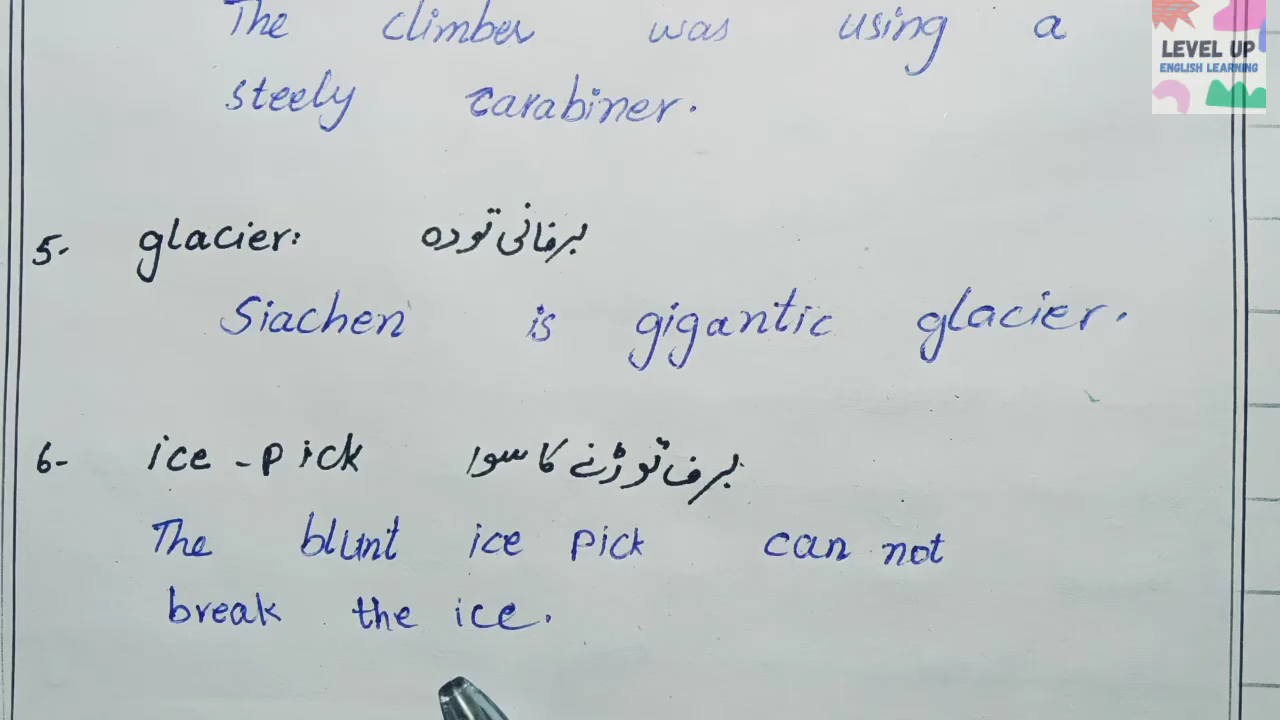 The climber was using a
LEVEL UP
ENGLISH LEARNING
steely carabiner.
5. glacier: برفانی تودہ
Siachen is gigantic glacier.
6- ice-pick برف توڑنے کا سوا
The blunt ice pick can not
break the ice.